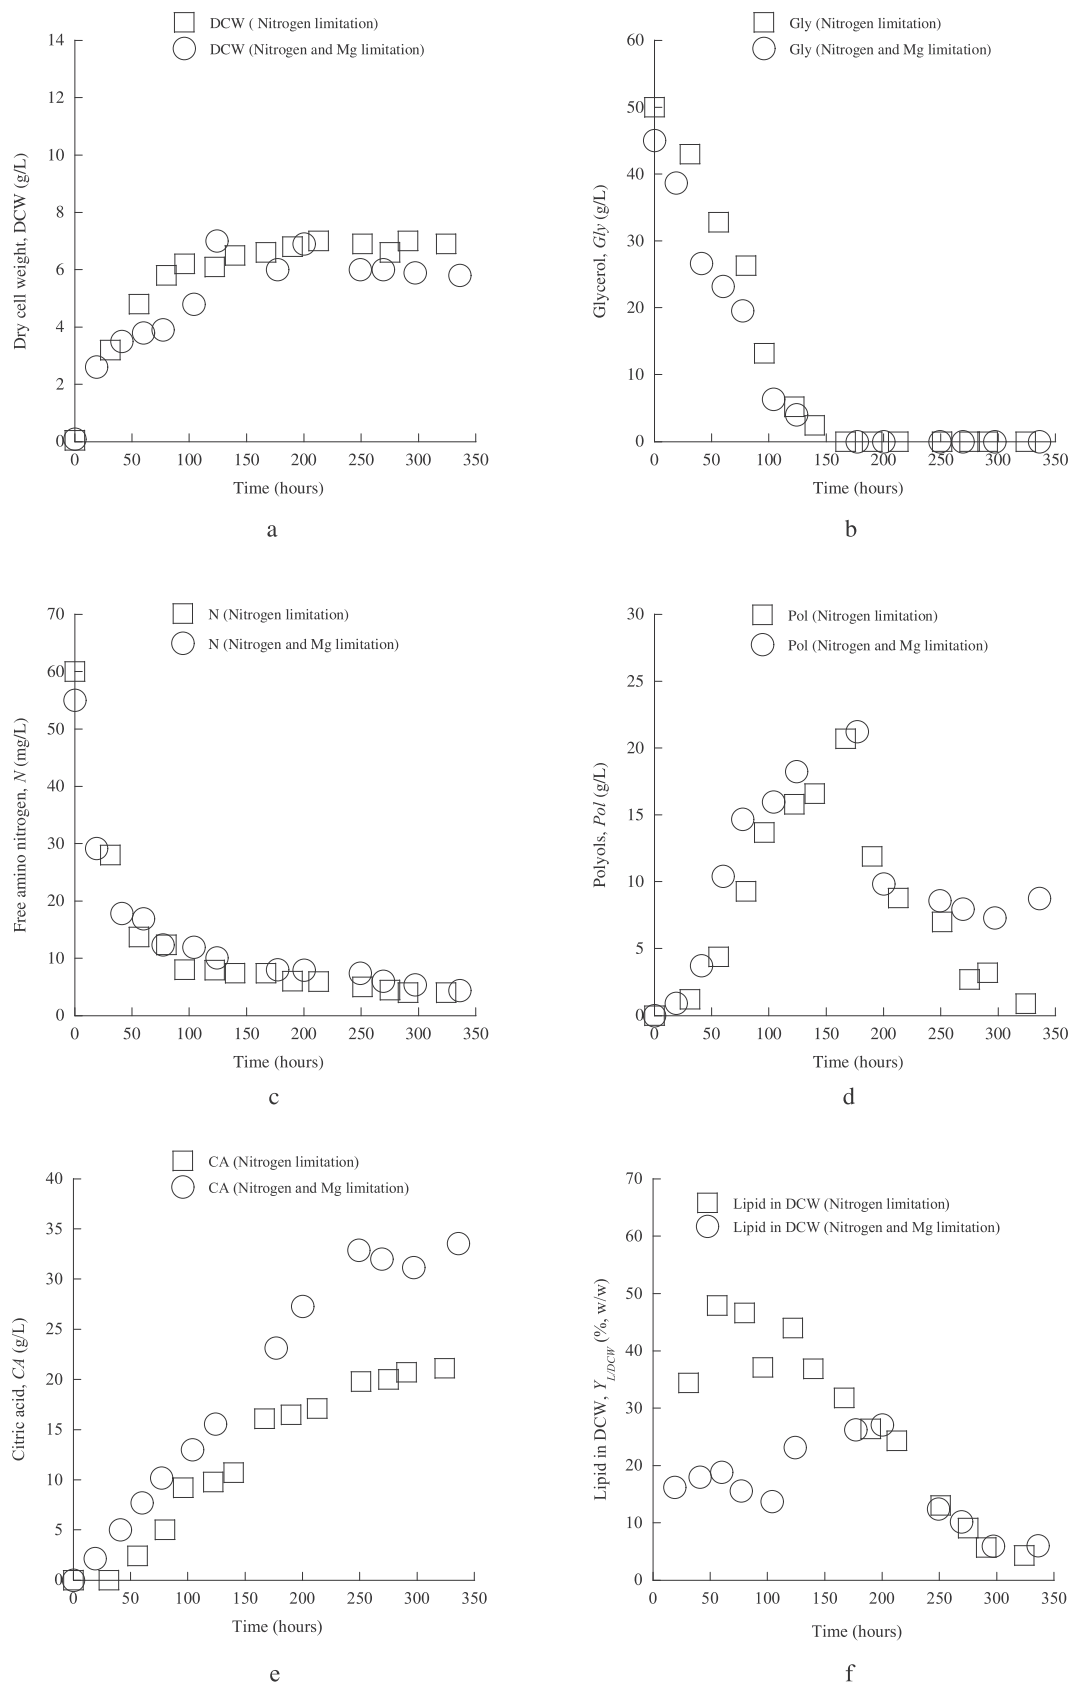 DCW ( Nitrogen limitation)
DCW (Nitrogen and Mg limitation)
Dry cell weight, DCW (g/L)
14
12
10
8
6
4
2
0
0 50 100 150 200 250 300 350
Time (hours)
a
Gly (Nitrogen limitation)
Gly (Nitrogen and Mg limitation)
Glycerol, Gly (g/L)
60
50
40
30
20
10
0
0 50 100 150 200 250 300 350
Time (hours)
b
N (Nitrogen limitation)
N (Nitrogen and Mg limitation)
Free amino nitrogen, N (mg/L)
70
60
50
40
30
20
10
0
0 50 100 150 200 250 300 350
Time (hours)
c
Pol (Nitrogen limitation)
Pol (Nitrogen and Mg limitation)
Polyols, Pol (g/L)
30
25
20
15
10
5
0
0 50 100 150 200 250 300 350
Time (hours)
d
CA (Nitrogen limitation)
CA (Nitrogen and Mg limitation)
Citric acid, CA (g/L)
40
35
30
25
20
15
10
5
0
0 50 100 150 200 250 300 350
Time (hours)
e
Lipid in DCW (Nitrogen limitation)
Lipid in DCW (Nitrogen and Mg limitation)
Lipid in DCW, Y L/DCW (%, w/w)
70
60
50
40
30
20
10
0
0 50 100 150 200 250 300 350
Time (hours)
f